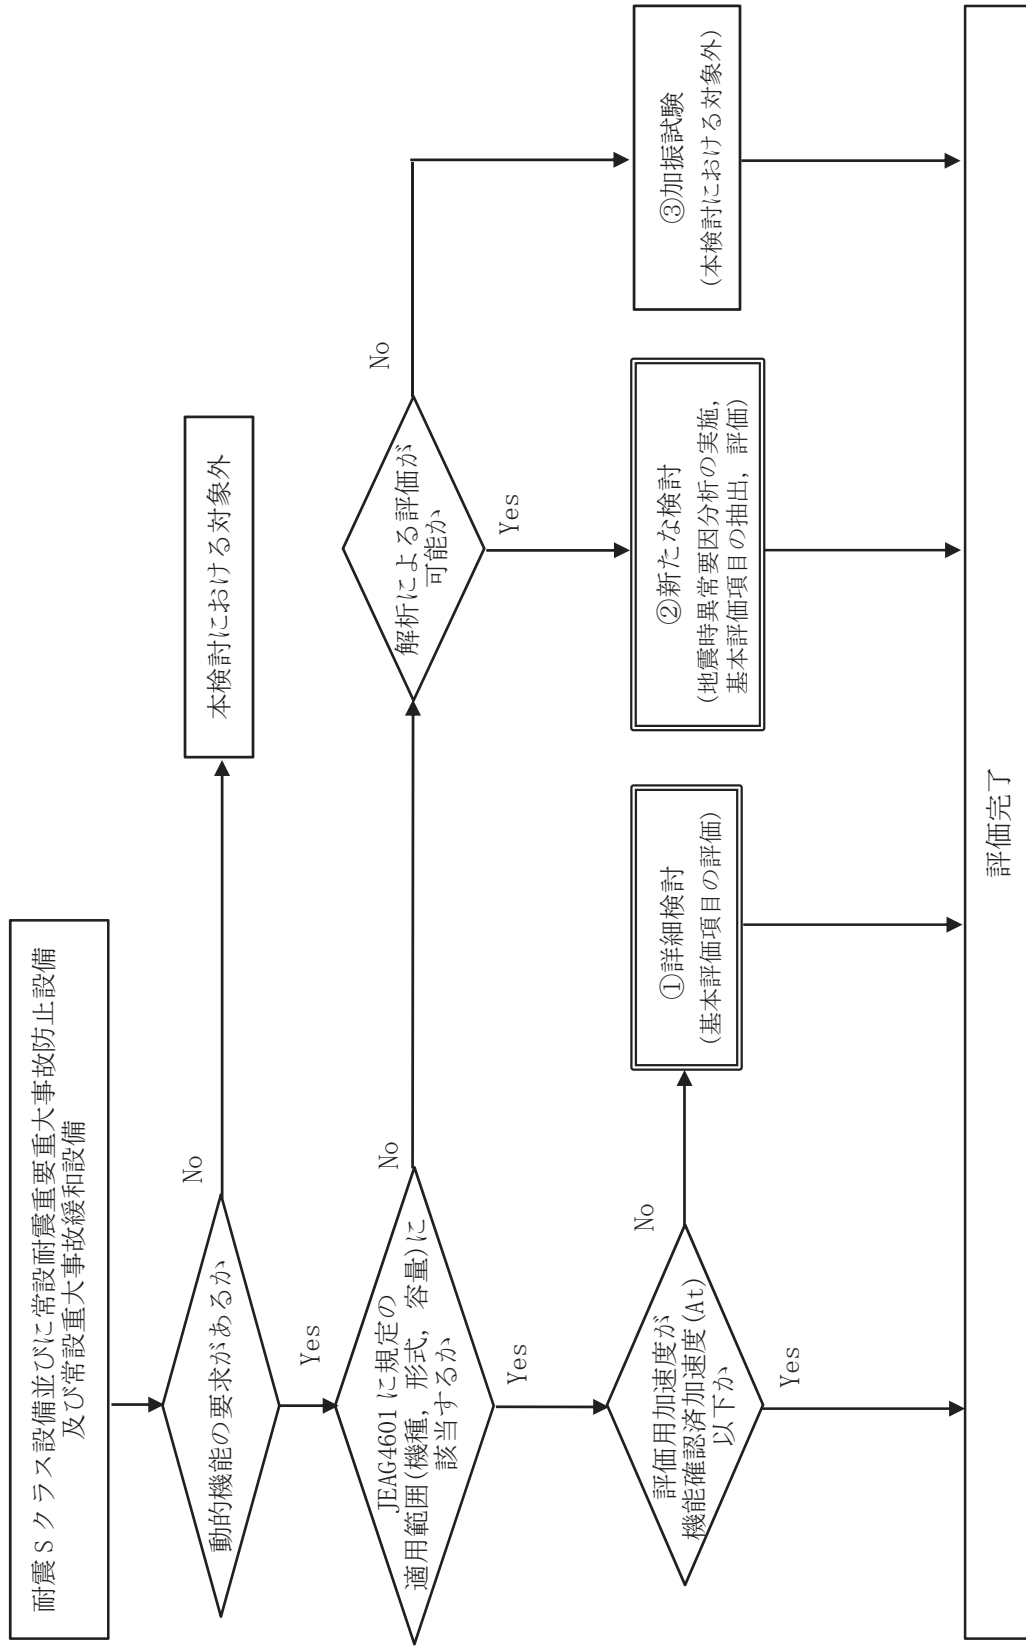 耐震Sクラス設備並びに常設耐震重要重大事故防止設備
及び常設重大事故緩和設備
動的機能の要求があるか
No
本検討における対象外
Yes
JEAG4601に規定の
適用範囲(機種，形式，容量)に
該当するか
No
解析による評価が
可能か
No
Yes
Yes
評価用加速度が
機能確認済加速度(At)
以下か
No
①詳細検討
(基本評価項目の評価)
②新たな検討
(地震時異常要因分析の実施，
基本評価項目の抽出，評価)
③加振試験
(本検討における対象外)
Yes
評価完了